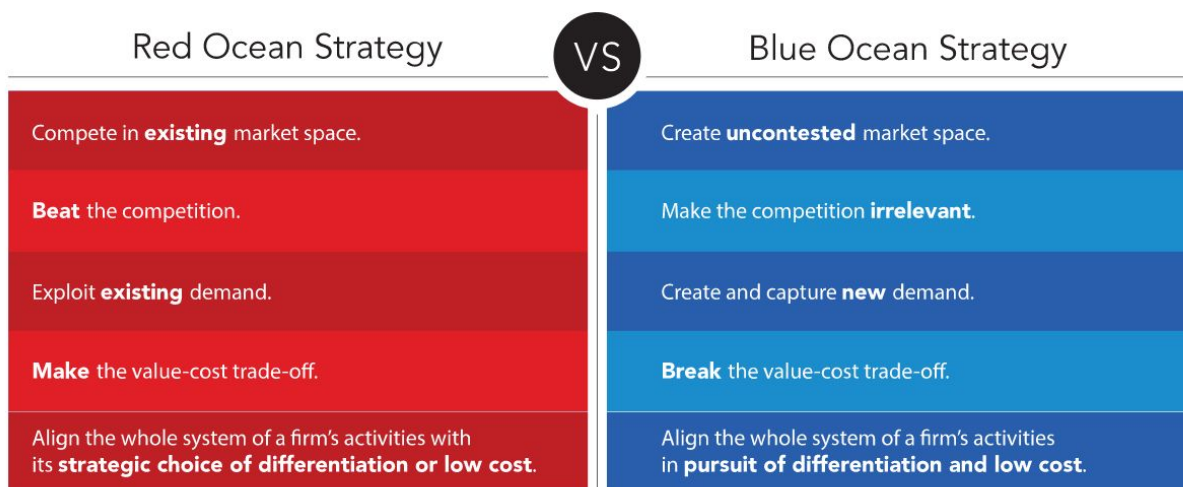 Red Ocean Strategy
VS
Blue Ocean Strategy
Compete in existing market space.
Create uncontested market space.
Beat the competition.
Make the competition irrelevant.
Exploit existing demand.
Create and capture new demand.
Make the value-cost trade-off.
Break the value-cost trade-off.
Align the whole system of a firm’s activities with
its strategic choice of differentiation or low cost.
Align the whole system of a firm’s activities
in pursuit of differentiation and low cost.